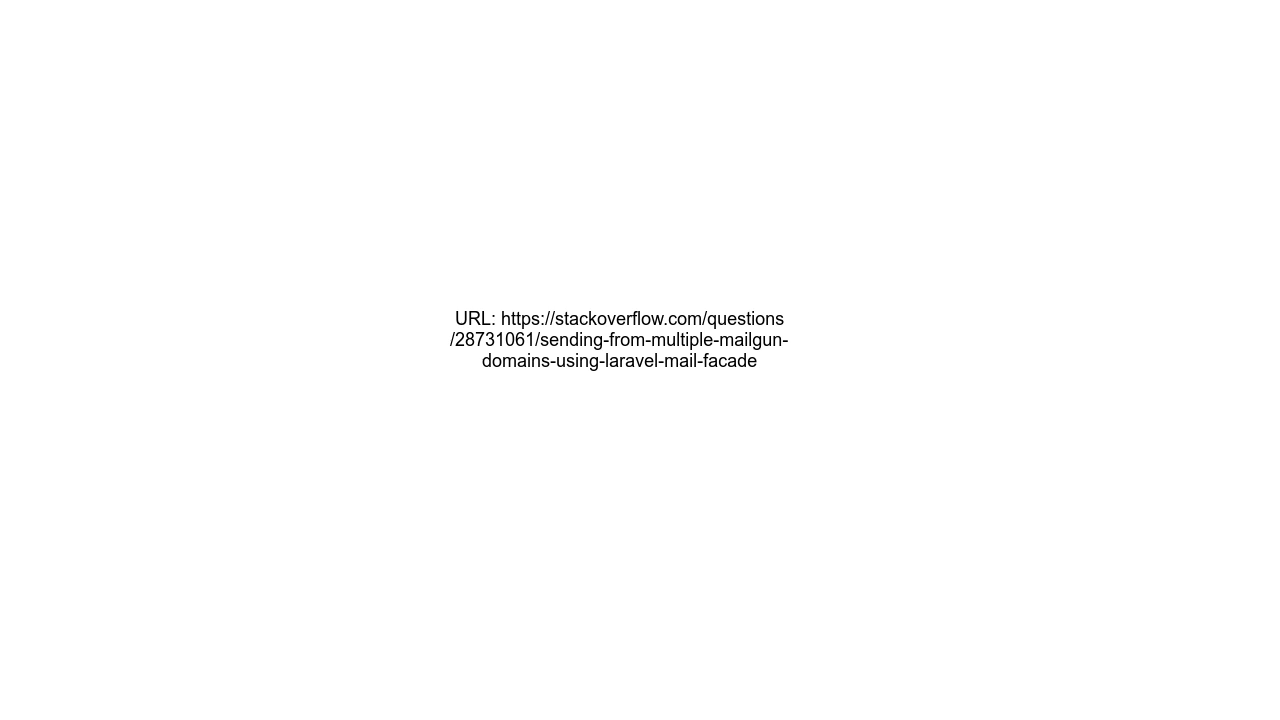 URL: https://stackoverflow.com/questions
/28731061/sending-from-multiple-mailgun-
domains-using-laravel-mail-facade